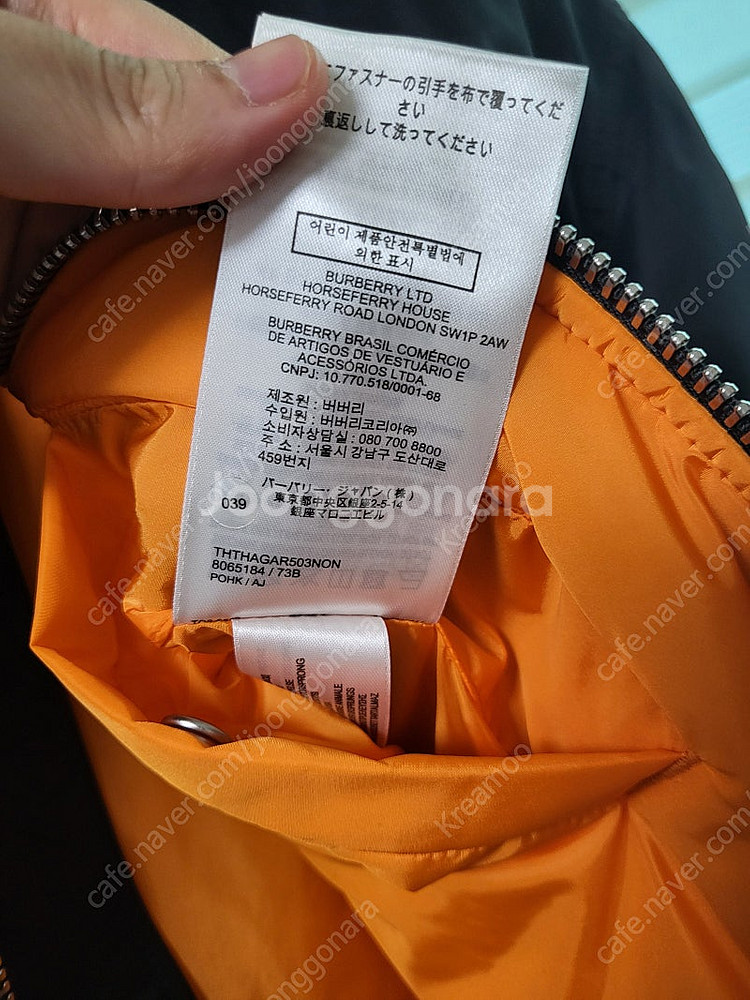 ファスナーの引手を布で覆ってくだ
さい
裏返しして洗ってください
어린이 제품안전특별법에
의한 표시
BURBERRY LTD
HORSEFERRY HOUSE
HORSEFERRY ROAD LONDON SW1P 2AW
BURBERRY BRASIL COMÉRCIO
DE ARTIGOS DE VESTUÁRIO E
ACESSÓRIOS LTDA.
CNPJ: 10.770.518/0001-68
제조원 : 버버리
수입원 : 버버리코리아㈜
소비자상담실 : 080 700 8800
주 소 : 서울시 강남구 도산대로
459번지
バーバリー・ジャパン(株)
039
東京都中央区銀座2-5-14
銀座マロニエビル
Joonggonara
THTHAGAR503NON
8065184 / 73B
POHK / AJ
cafe.naver.com/joonggonara
Kreamoo